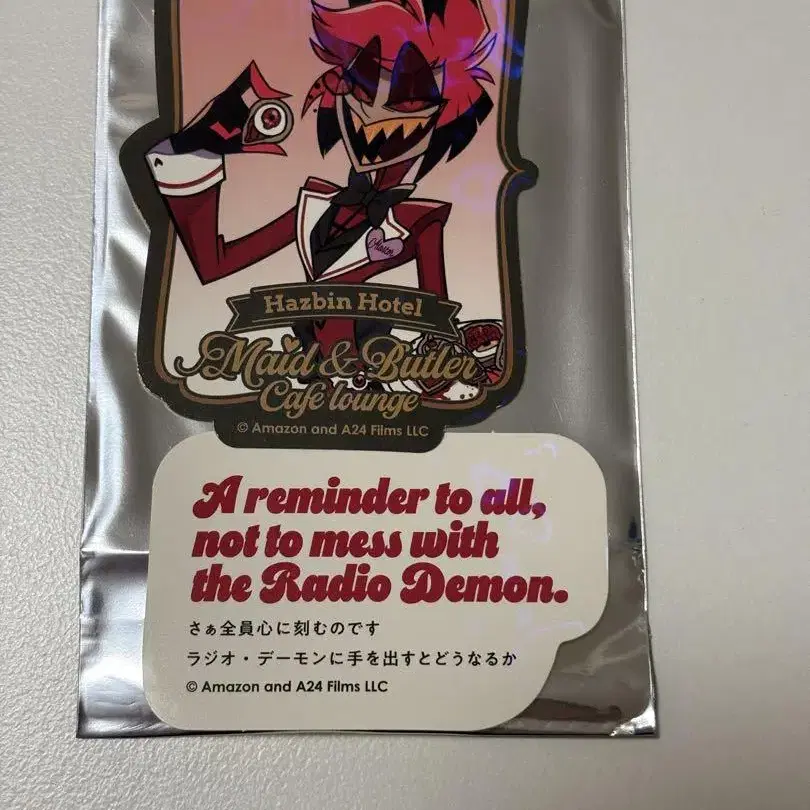 Alastor
Hazbin Hotel
Maid & Butler
Cafe lounge
© Amazon and A24 Films LLC
A reminder to all,
not to mess with
the Radio Demon.
さぁ全員心に刻むのです
ラジオ・デーモンに手を出すとどうなるか
© Amazon and A24 Films LLC